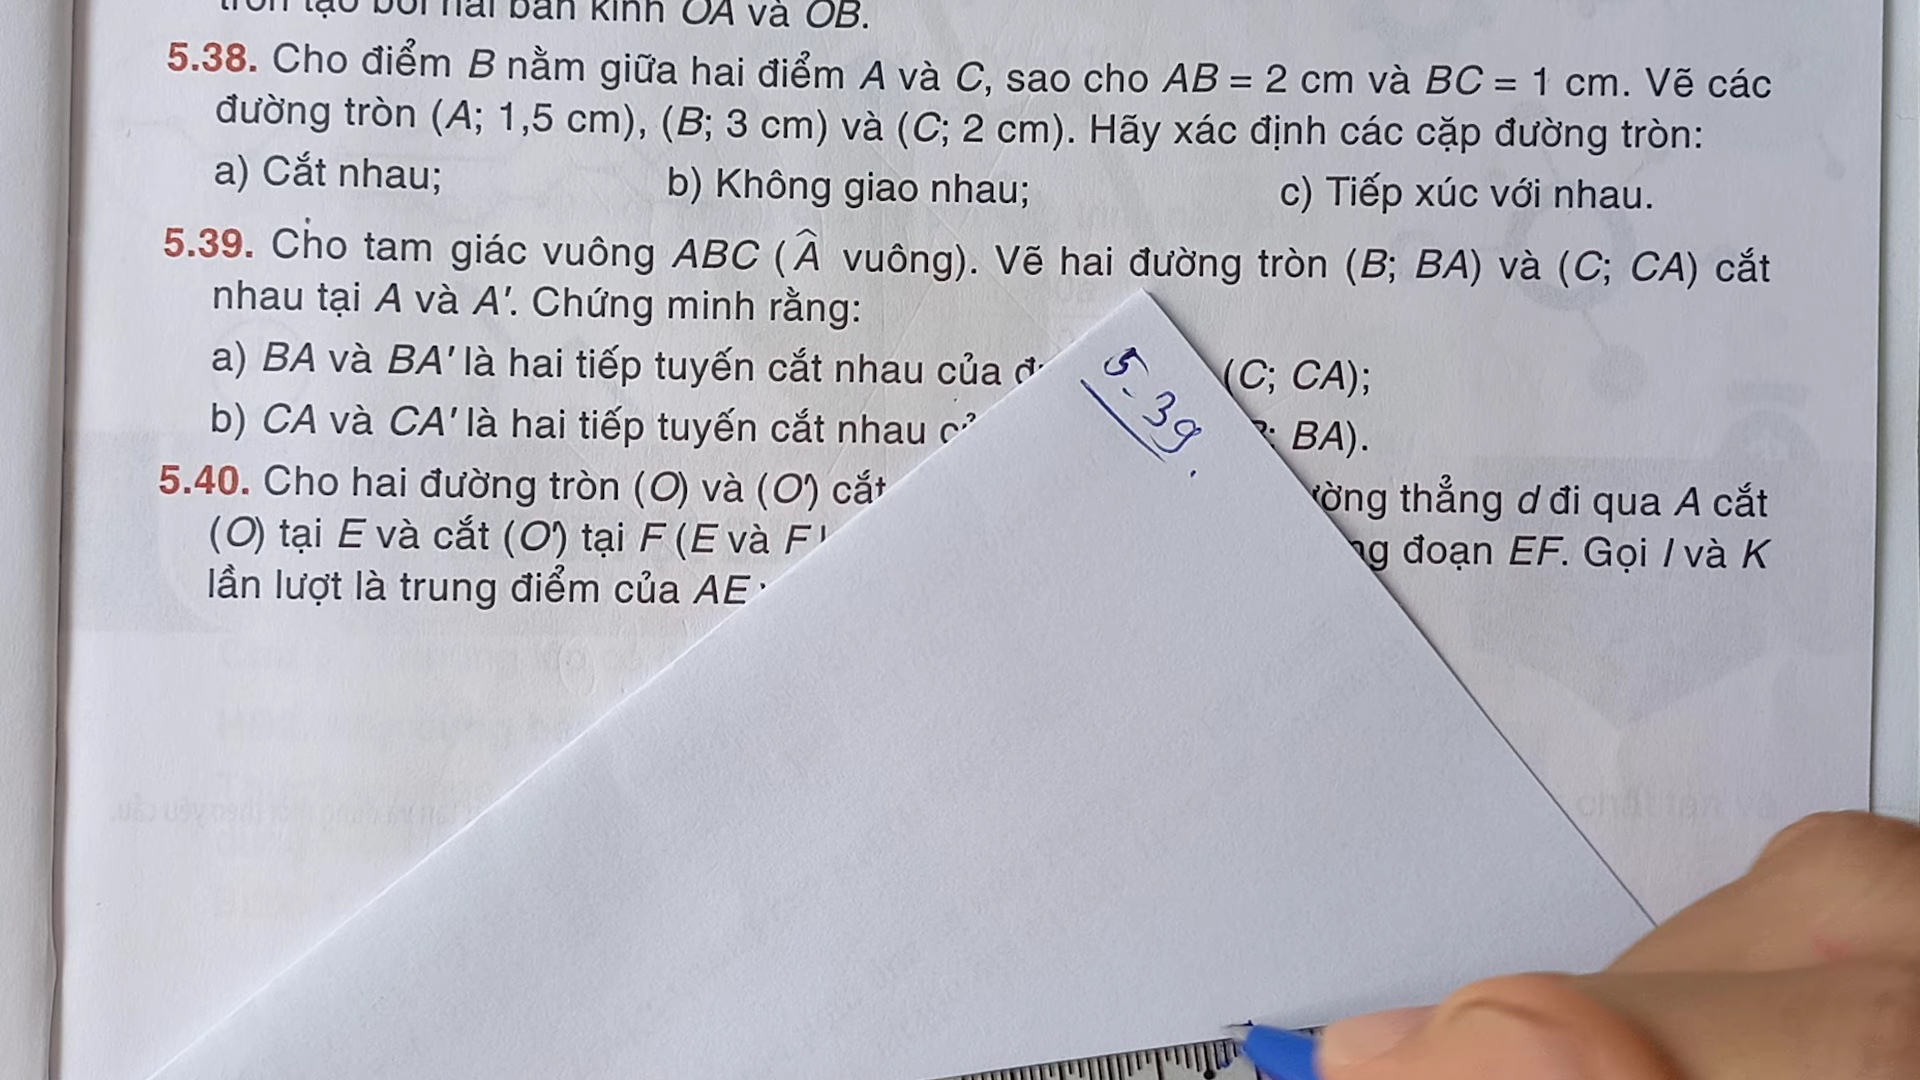 tròn tạo bởi hai bán kính OA và OB.
5.38. Cho điểm B nằm giữa hai điểm A và C, sao cho AB = 2 cm và BC = 1 cm. Vẽ các
đường tròn (A; 1,5 cm), (B; 3 cm) và (C; 2 cm). Hãy xác định các cặp đường tròn:
a) Cắt nhau; b) Không giao nhau; c) Tiếp xúc với nhau.
5.39. Cho tam giác vuông ABC (Â vuông). Vẽ hai đường tròn (B; BA) và (C; CA) cắt
nhau tại A và A'. Chứng minh rằng:
a) BA và BA' là hai tiếp tuyến cắt nhau của (C; CA);
b) CA và CA' là hai tiếp tuyến cắt nhau BA).
5.40. Cho hai đường tròn (O) và (O') cắt thẳng d đi qua A cắt
(O) tại E và cắt (O') tại F (E và F đoạn EF. Gọi I và K
lần lượt là trung điểm của AE
5.39.